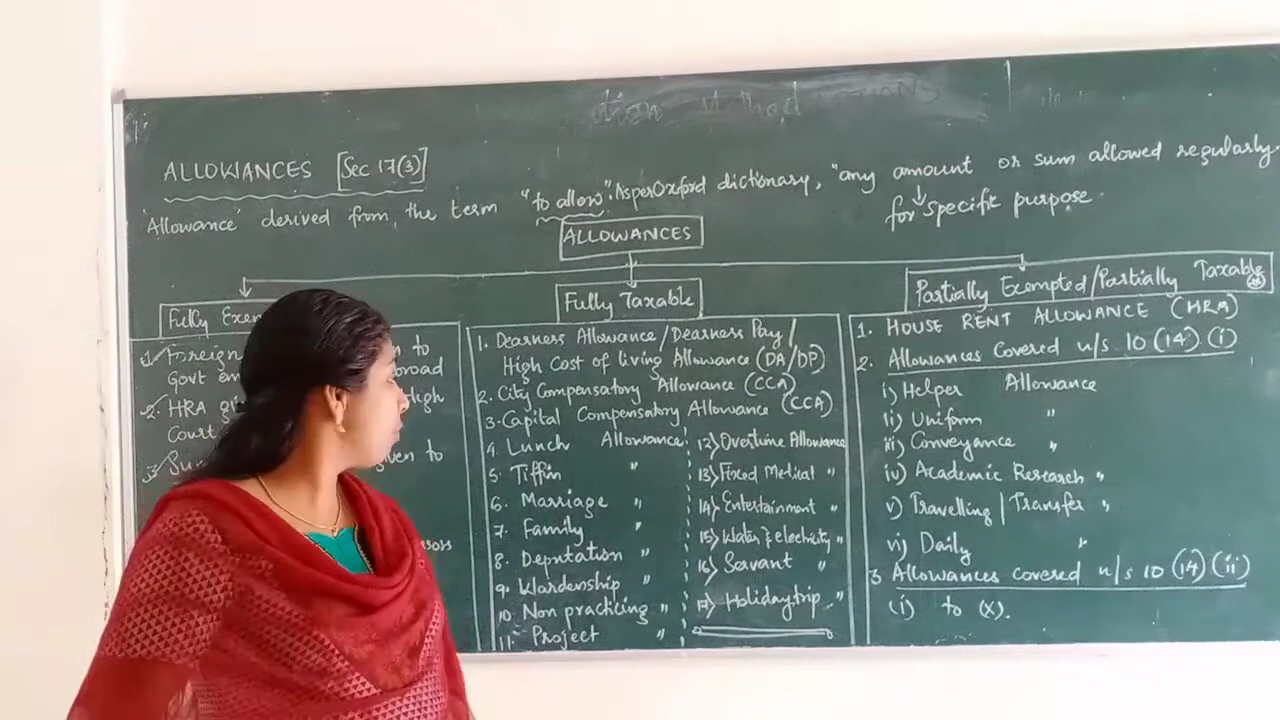 ALLOWANCES [Sec 17(3)]
'Allowance' derived from the term "to allow". As per Oxford dictionary, "any amount or sum allowed regularly.
for specific purpose.
ALLOWANCES
Fully
1. Foreign to
Govt road
2. HRA High
Court
3. given to
Fully Taxable
1. Dearness Allowance/Dearness Pay/
High Cost of living Allowance (DA/DP)
2. City Compensatory Allowance (CCA)
3. Capital Compensatory Allowance (CCA)
4. Lunch Allowance
5. Tiffin "
6. Marriage "
7. Family "
8. Deputation "
9. Wardenship "
10. Non practicing "
11. Project "
12) Overtime Allowance
13) Fixed Medical "
14) Entertainment "
15) Water & electricity "
16) Servant "
17) Holiday trip "
Partially Exempted/Partially Taxable
1. HOUSE RENT ALLOWANCE (HRA)
2. Allowances Covered u/s 10 (14) (i)
i) Helper Allowance
ii) Uniform "
iii) Conveyance "
iv) Academic Research "
v) Travelling / Transfer "
vi) Daily "
3 Allowances covered u/s 10 (14) (ii)
(i) to (x).